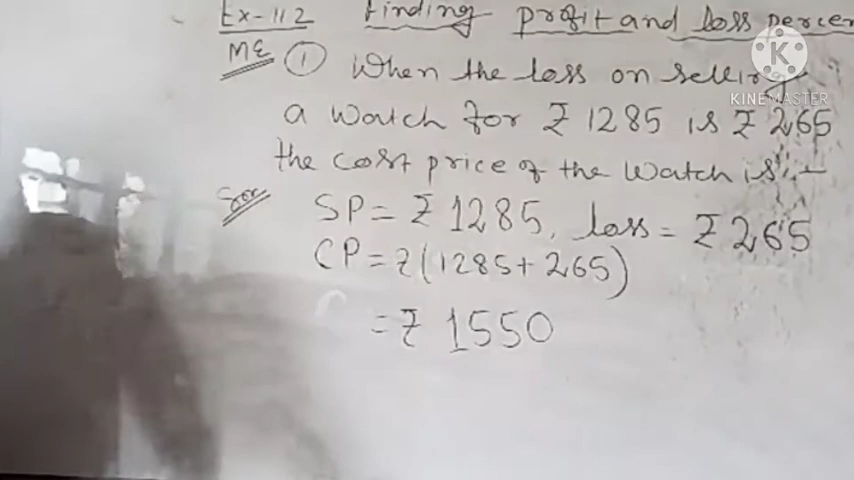 Ex-11.2 Finding Profit and loss percen
ME ① When the loss on selling
K
KINEMASTER
a watch for ₹ 1285 is ₹ 265
the cost price of the watch is :-
Soln
SP = ₹ 1285, loss = ₹ 265
CP = ₹ (1285 + 265)
= ₹ 1550